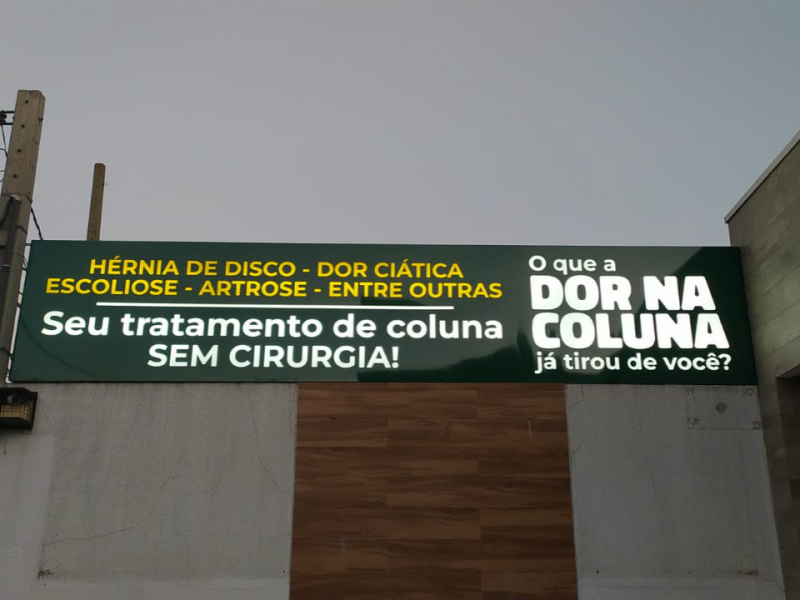 HÉRNIA DE DISCO - DOR CIÁTICA
ESCOLIOSE - ARTROSE - ENTRE OUTRAS
Seu tratamento de coluna
SEM CIRURGIA!
O que a
DOR NA
COLUNA
já tirou de você?